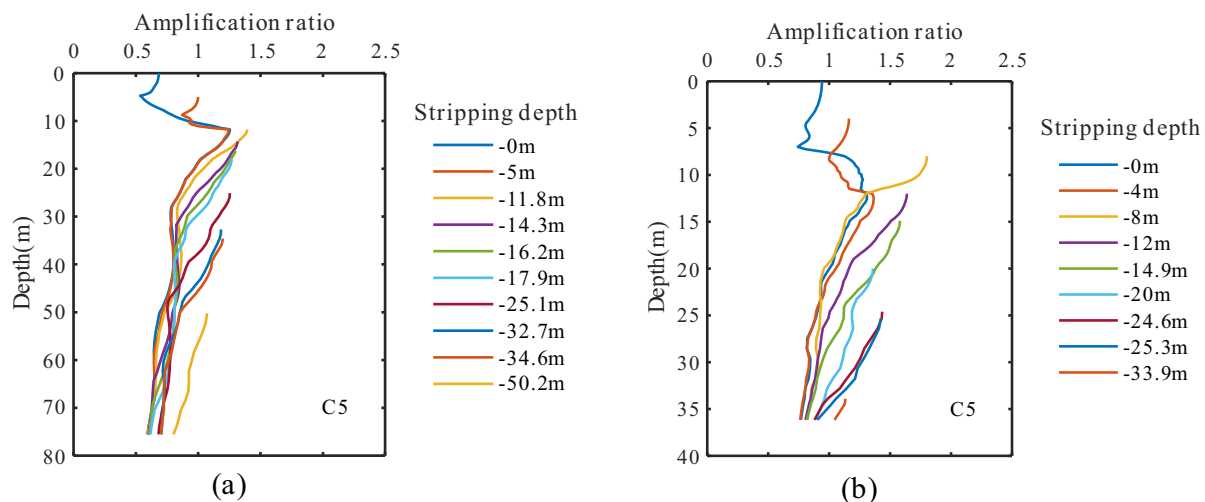 Amplification ratio
0 0.5 1 1.5 2 2.5
Depth(m)
0
10
20
30
40
50
60
70
80
C5
Stripping depth
-0m
-5m
-11.8m
-14.3m
-16.2m
-17.9m
-25.1m
-32.7m
-34.6m
-50.2m
(a)
Amplification ratio
0 0.5 1 1.5 2 2.5
Depth(m)
0
5
10
15
20
25
30
35
40
C5
Stripping depth
-0m
-4m
-8m
-12m
-14.9m
-20m
-24.6m
-25.3m
-33.9m
(b)